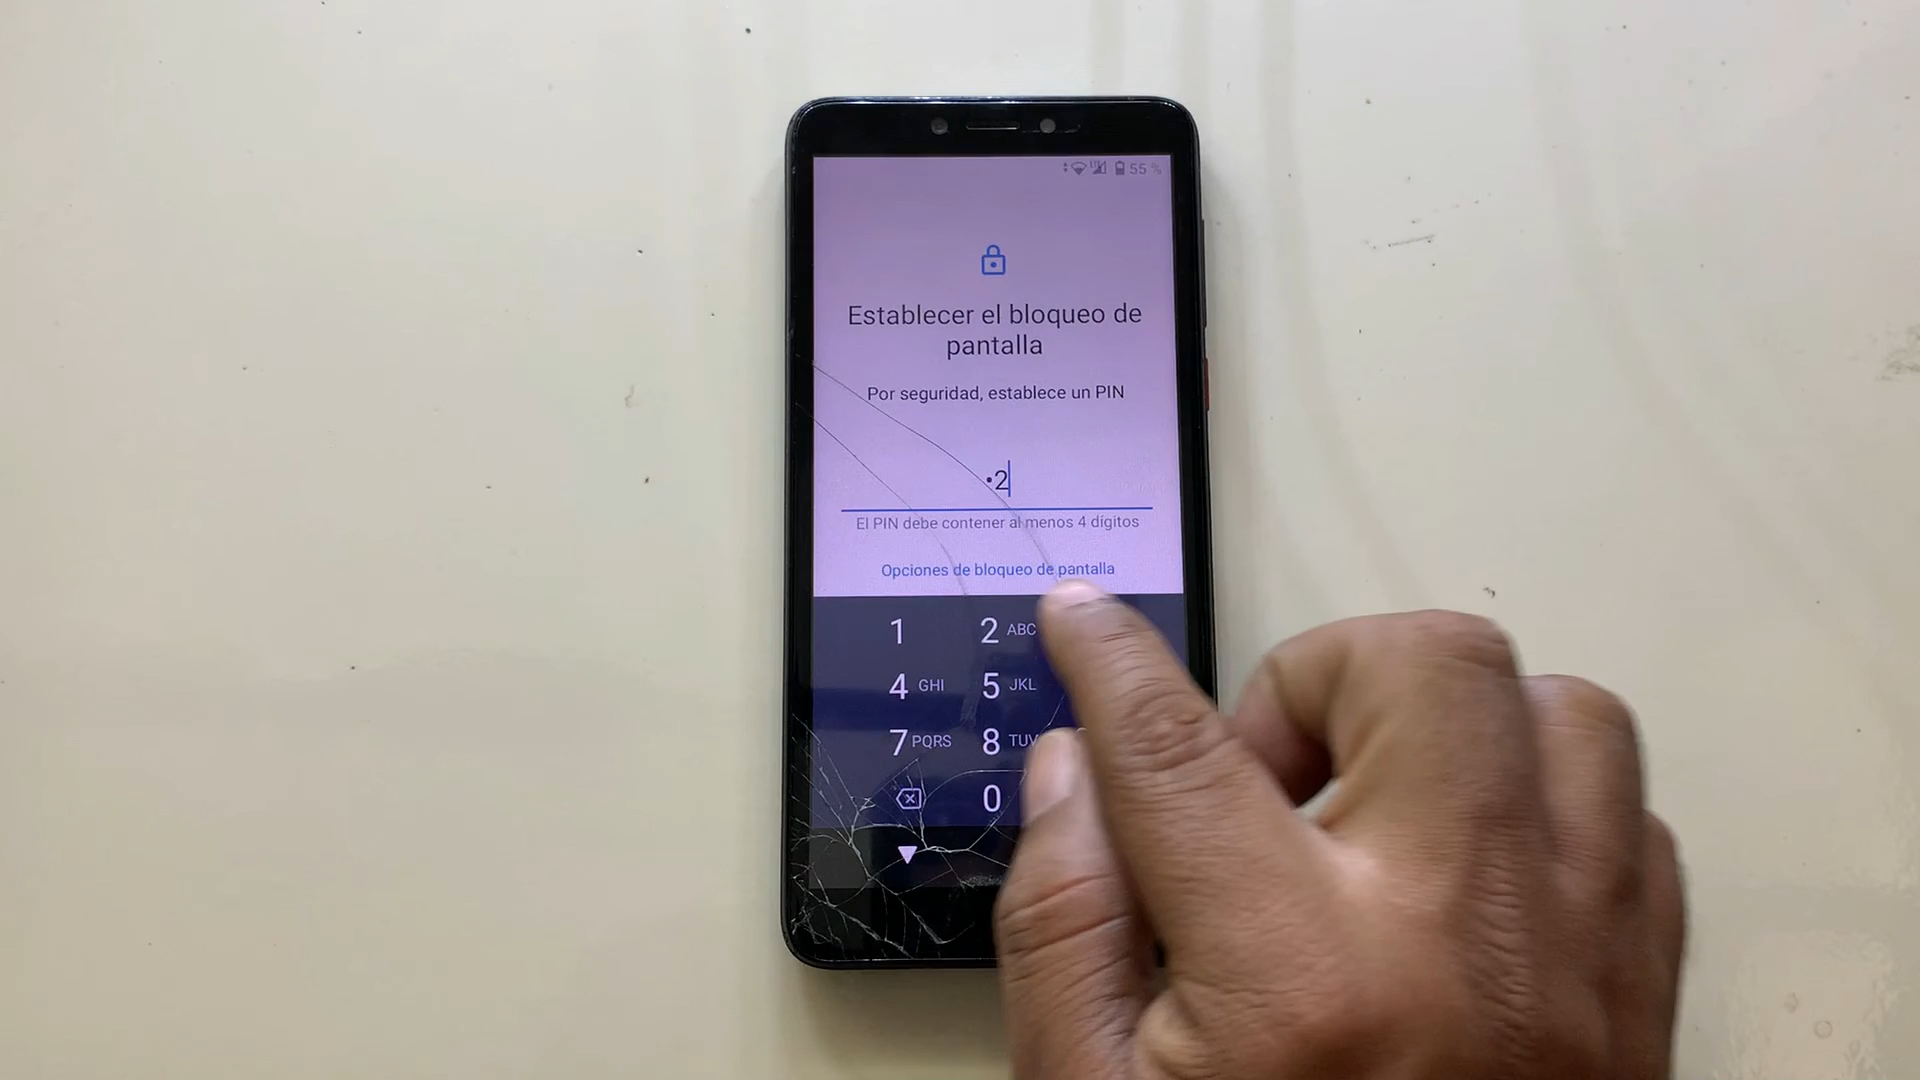 55 %
Establecer el bloqueo de
pantalla
Por seguridad, establece un PIN
•2
El PIN debe contener al menos 4 dígitos
Opciones de bloqueo de pantalla
1 2 ABC
4 GHI 5 JKL
7 PQRS 8 TUV
0